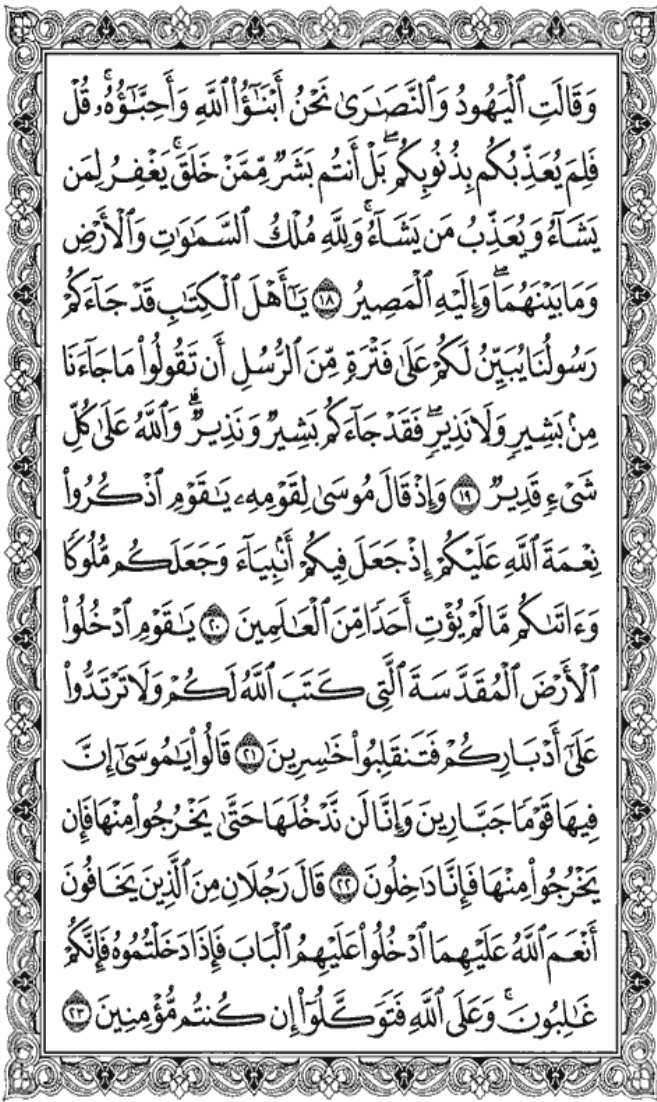 وَقَالَتِ ٱلْيَهُودُ وَٱلنَّصَٰرَىٰ نَحْنُ أَبْنَٰٓؤُا۟ ٱللَّهِ وَأَحِبَّٰٓؤُهُۥۚ قُلْ
فَلِمَ يُعَذِّبُكُم بِذُنُوبِكُمۖ بَلْ أَنتُم بَشَرٌ مِّمَّنْ خَلَقَۚ يَغْفِرُ لِمَن
يَشَآءُ وَيُعَذِّبُ مَن يَشَآءُۚ وَلِلَّهِ مُلْكُ ٱلسَّمَٰوَٰتِ وَٱلْأَرْضِ
وَمَا بَيْنَهُمَاۖ وَإِلَيْهِ ٱلْمَصِيرُ ١٨ يَٰٓأَهْلَ ٱلْكِتَٰبِ قَدْ جَآءَكُمْ
رَسُولُنَا يُبَيِّنُ لَكُمْ عَلَىٰ فَتْرَةٍ مِّنَ ٱلرُّسُلِ أَن تَقُولُوا۟ مَا جَآءَنَا
مِنۢ بَشِيرٍ وَلَا نَذِيرٍۖ فَقَدْ جَآءَكُم بَشِيرٌ وَنَذِيرٌۗ وَٱللَّهُ عَلَىٰ كُلِّ
شَىْءٍ قَدِيرٌ ١٩ وَإِذْ قَالَ مُوسَىٰ لِقَوْمِهِۦ يَٰقَوْمِ ٱذْكُرُوا۟
نِعْمَةَ ٱللَّهِ عَلَيْكُمْ إِذْ جَعَلَ فِيكُمْ أَنۢبِيَآءَ وَجَعَلَكُم مُّلُوكًا
وَءَاتَىٰكُم مَّا لَمْ يُؤْتِ أَحَدًا مِّنَ ٱلْعَٰلَمِينَ ٢٠ يَٰقَوْمِ ٱدْخُلُوا۟
ٱلْأَرْضَ ٱلْمُقَدَّسَةَ ٱلَّتِى كَتَبَ ٱللَّهُ لَكُمْ وَلَا تَرْتَدُّوا۟
عَلَىٰٓ أَدْبَارِكُمْ فَتَنقَلِبُوا۟ خَٰسِرِينَ ٢١ قَالُوا۟ يَٰمُوسَىٰٓ إِنَّ
فِيهَا قَوْمًا جَبَّارِينَ وَإِنَّا لَن نَّدْخُلَهَا حَتَّىٰ يَخْرُجُوا۟ مِنْهَا فَإِن
يَخْرُجُوا۟ مِنْهَا فَإِنَّا دَٰخِلُونَ ٢٢ قَالَ رَجُلَانِ مِنَ ٱلَّذِينَ يَخَافُونَ
أَنْعَمَ ٱللَّهُ عَلَيْهِمَا ٱدْخُلُوا۟ عَلَيْهِمُ ٱلْبَابَ فَإِذَا دَخَلْتُمُوهُ فَإِنَّكُمْ
غَٰلِبُونَۚ وَعَلَى ٱللَّهِ فَتَوَكَّلُوٓا۟ إِن كُنتُم مُّؤْمِنِينَ ٢٣